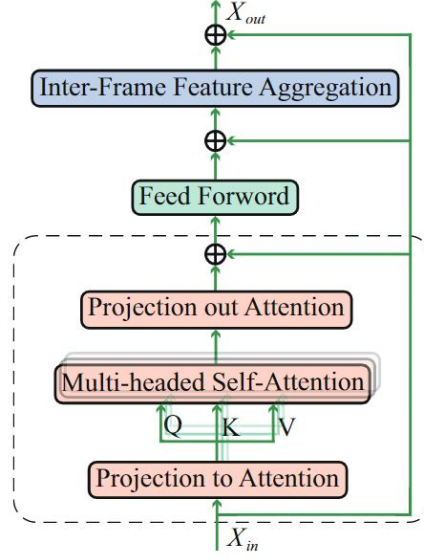 X_out
Inter-Frame Feature Aggregation
Feed Forword
Projection out Attention
Multi-headed Self-Attention
Q K V
Projection to Attention
X_in